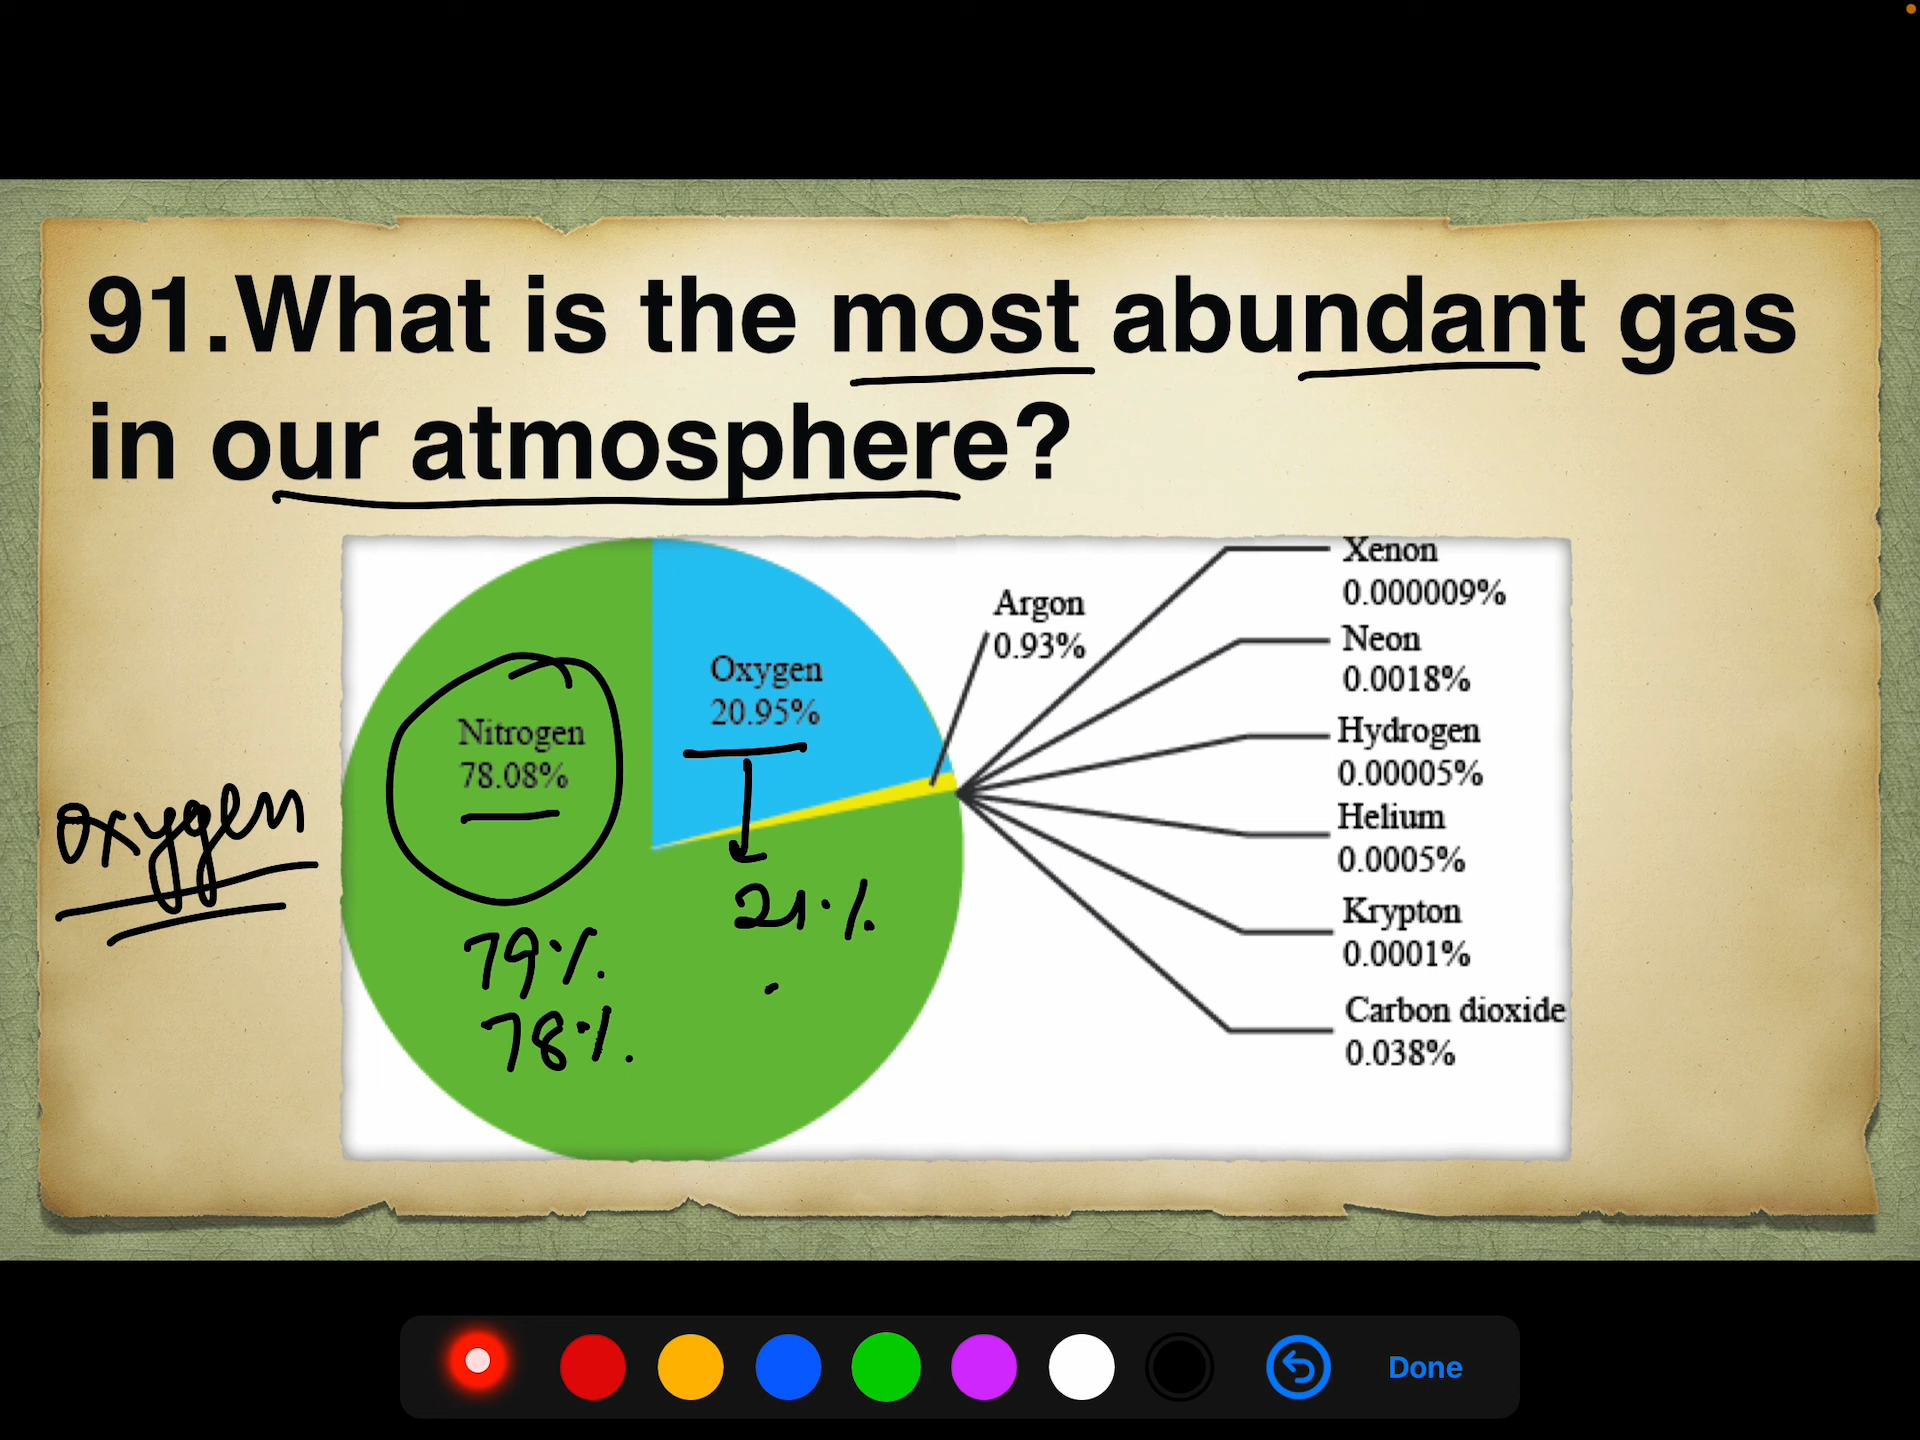 91.What is the most abundant gas
in our atmosphere?
Xenon
0.000009%
Argon
0.93%
Neon
0.0018%
Oxygen
20.95%
Nitrogen
78.08%
Hydrogen
0.00005%
Helium
0.0005%
oxygen
21%
79%
78%
Krypton
0.0001%
Carbon dioxide
0.038%
Done